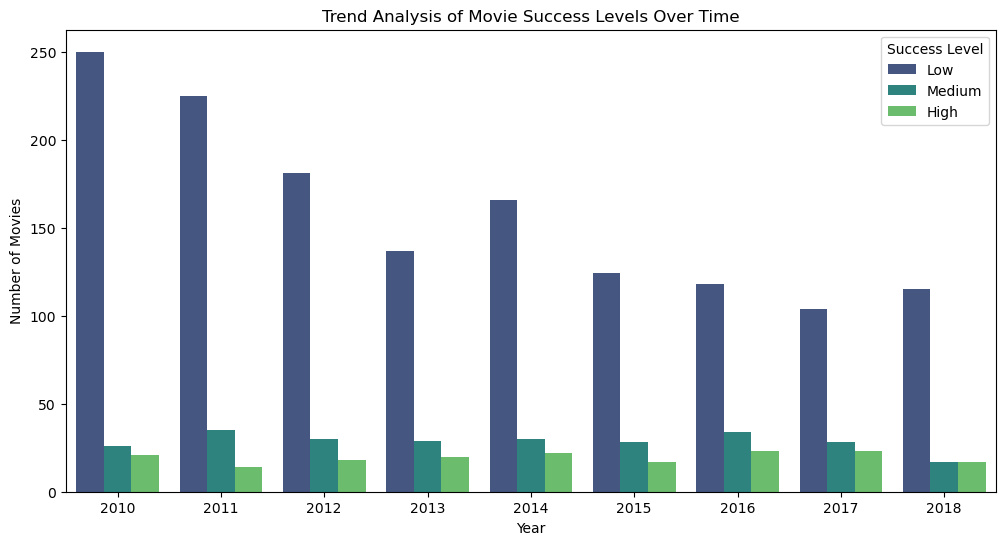 Trend Analysis of Movie Success Levels Over Time
Success Level
Low
Medium
High
Number of Movies
250
200
150
100
50
0
2010 2011 2012 2013 2014 2015 2016 2017 2018
Year